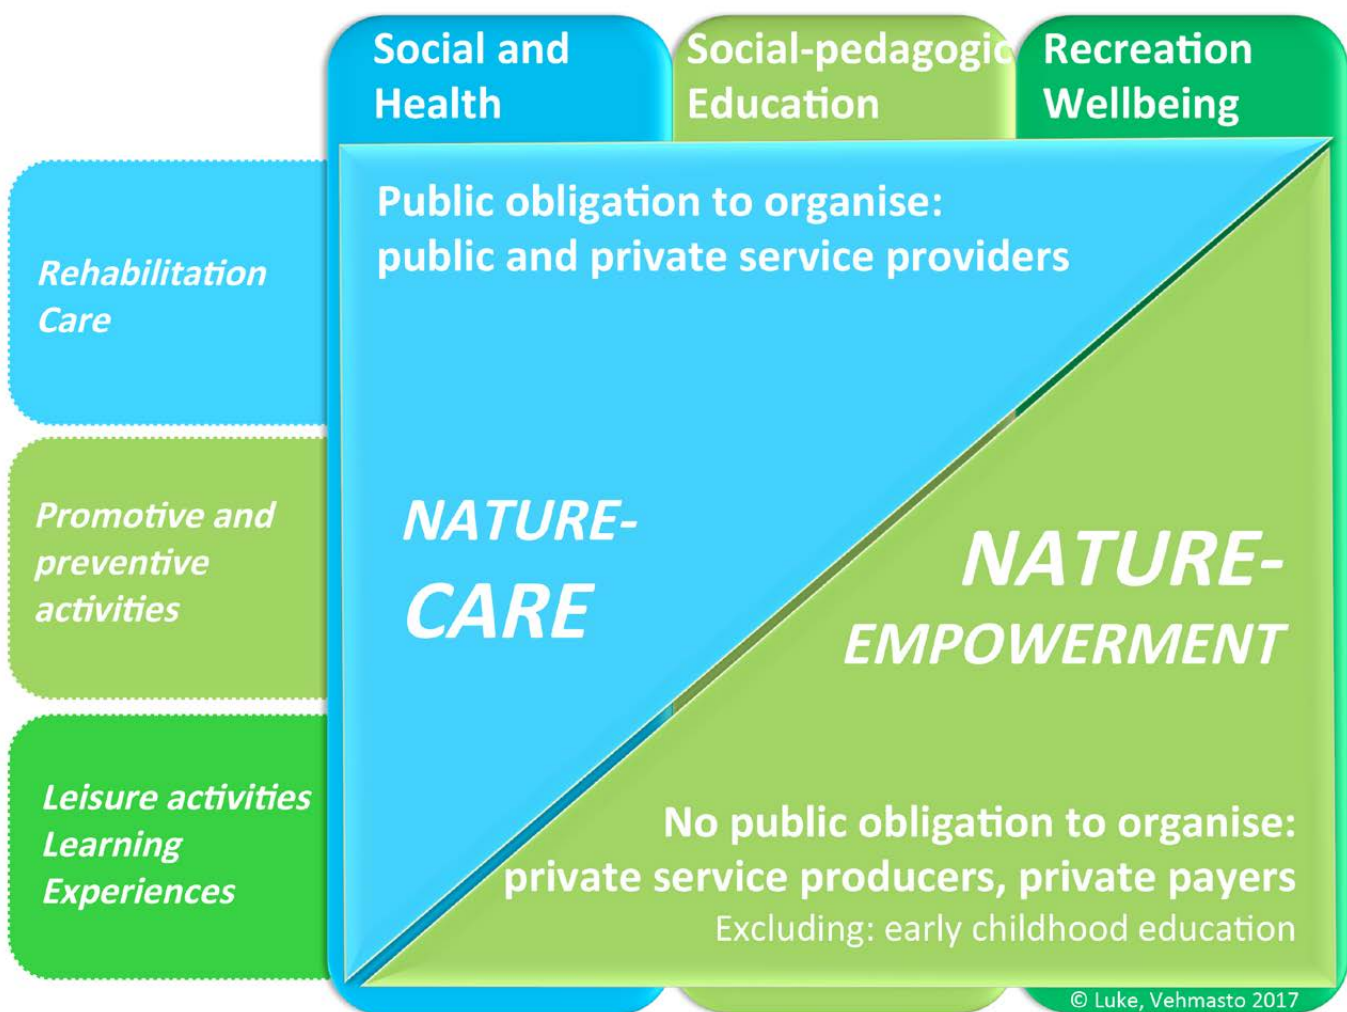 Social and
Health
Social-pedagogic
Education
Recreation
Wellbeing
Public obligation to organise:
public and private service providers
Rehabilitation
Care
NATURE-
CARE
Promotive and
preventive
activities
NATURE-
EMPOWERMENT
Leisure activities
Learning
Experiences
No public obligation to organise:
private service producers, private payers
Excluding: early childhood education
© Luke, Vehmasto 2017